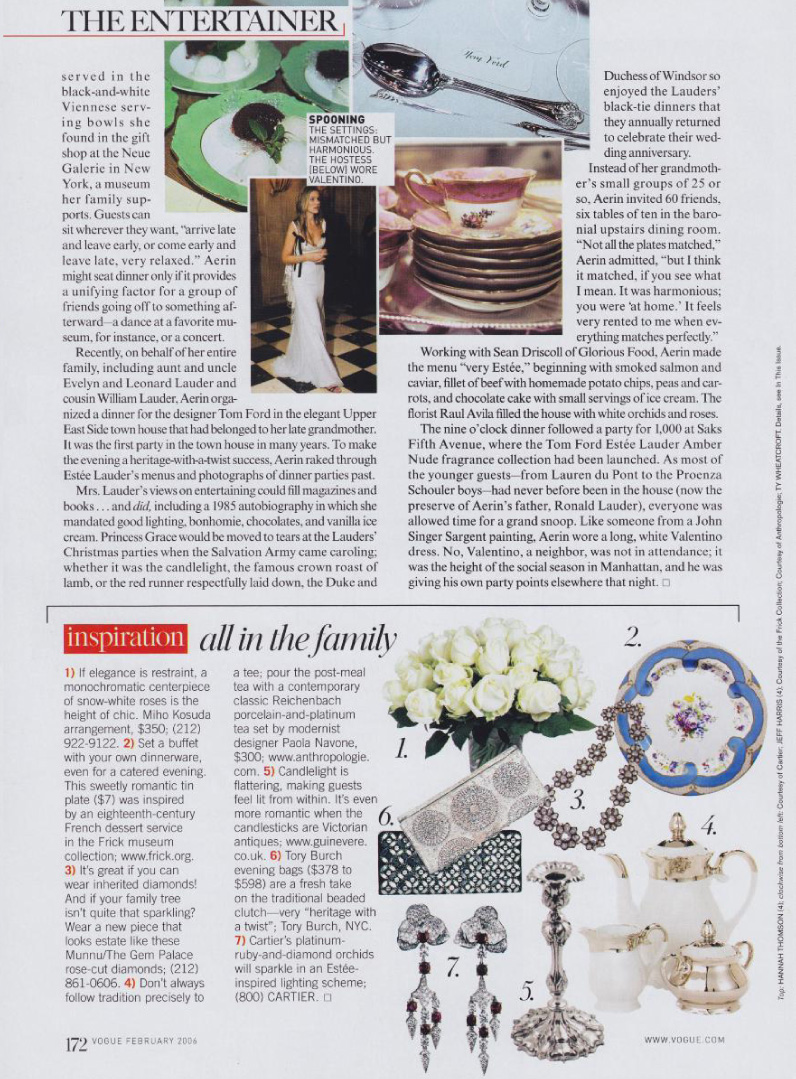 THE ENTERTAINER
served in the
black-and-white
Viennese serv-
ing bowls she
found in the gift
shop at the Neue
Galerie in New
York, a museum
her family sup-
ports. Guests can
sit wherever they want, “arrive late
and leave early, or come early and
leave late, very relaxed.” Aerin
might seat dinner only if it provides
a unifying factor for a group of
friends going off to something af-
terward—a dance at a favorite mu-
seum, for instance, or a concert.
Recently, on behalf of her entire
family, including aunt and uncle
Evelyn and Leonard Lauder and
cousin William Lauder, Aerin orga-
nized a dinner for the designer Tom Ford in the elegant Upper
East Side town house that had belonged to her late grandmother.
It was the first party in the town house in many years. To make
the evening a heritage-with-a-twist success, Aerin raked through
Estée Lauder’s menus and photographs of dinner parties past.
Mrs. Lauder’s views on entertaining could fill magazines and
books . . . and did, including a 1985 autobiography in which she
mandated good lighting, bonhomie, chocolates, and vanilla ice
cream. Princess Grace would be moved to tears at the Lauders’
Christmas parties when the Salvation Army came caroling;
whether it was the candlelight, the famous crown roast of
lamb, or the red runner respectfully laid down, the Duke and
SPOONING
THE SETTINGS:
MISMATCHED BUT
HARMONIOUS.
THE HOSTESS
[BELOW] WORE
VALENTINO.
Tom Ford
Duchess of Windsor so
enjoyed the Lauders’
black-tie dinners that
they annually returned
to celebrate their wed-
ding anniversary.
Instead of her grandmoth-
er’s small groups of 25 or
so, Aerin invited 60 friends,
six tables of ten in the baro-
nial upstairs dining room.
“Not all the plates matched,”
Aerin admitted, “but I think
it matched, if you see what
I mean. It was harmonious;
you were ‘at home.’ It feels
very rented to me when ev-
erything matches perfectly.”
Working with Sean Driscoll of Glorious Food, Aerin made
the menu “very Estée,” beginning with smoked salmon and
caviar, fillet of beef with homemade potato chips, peas and car-
rots, and chocolate cake with small servings of ice cream. The
florist Raul Avila filled the house with white orchids and roses.
The nine o’clock dinner followed a party for 1,000 at Saks
Fifth Avenue, where the Tom Ford Estée Lauder Amber
Nude fragrance collection had been launched. As most of
the younger guests—from Lauren du Pont to the Proenza
Schouler boys—had never before been in the house (now the
preserve of Aerin’s father, Ronald Lauder), everyone was
allowed time for a grand snoop. Like someone from a John
Singer Sargent painting, Aerin wore a long, white Valentino
dress. No, Valentino, a neighbor, was not in attendance; it
was the height of the social season in Manhattan, and he was
giving his own party points elsewhere that night. □
inspiration all in the family
1) If elegance is restraint, a
monochromatic centerpiece
of snow-white roses is the
height of chic. Miho Kosuda
arrangement, $350; (212)
922-9122. 2) Set a buffet
with your own dinnerware,
even for a catered evening.
This sweetly romantic tin
plate ($7) was inspired
by an eighteenth-century
French dessert service
in the Frick museum
collection; www.frick.org.
3) It’s great if you can
wear inherited diamonds!
And if your family tree
isn’t quite that sparkling?
Wear a new piece that
looks estate like these
Munnu/The Gem Palace
rose-cut diamonds; (212)
861-0606. 4) Don’t always
follow tradition precisely to
a tee; pour the post-meal
tea with a contemporary
classic Reichenbach
porcelain-and-platinum
tea set by modernist
designer Paola Navone,
$300; www.anthropologie.
com. 5) Candlelight is
flattering, making guests
feel lit from within. It’s even
more romantic when the
candlesticks are Victorian
antiques; www.guinevere.
co.uk. 6) Tory Burch
evening bags ($378 to
$598) are a fresh take
on the traditional beaded
clutch—very “heritage with
a twist”; Tory Burch, NYC.
7) Cartier’s platinum-
ruby-and-diamond orchids
will sparkle in an Estée-
inspired lighting scheme;
(800) CARTIER. □
1.
2.
3.
4.
5.
6.
7.
Top: HANNAH THOMSON (4); clockwise from bottom left: Courtesy of Cartier; JEFF HARRIS (4); Courtesy of the Frick Collection; Courtesy of Anthropologie; TY WHEATCROFT. Details, see In This Issue.
172 VOGUE FEBRUARY 2006
WWW.VOGUE.COM